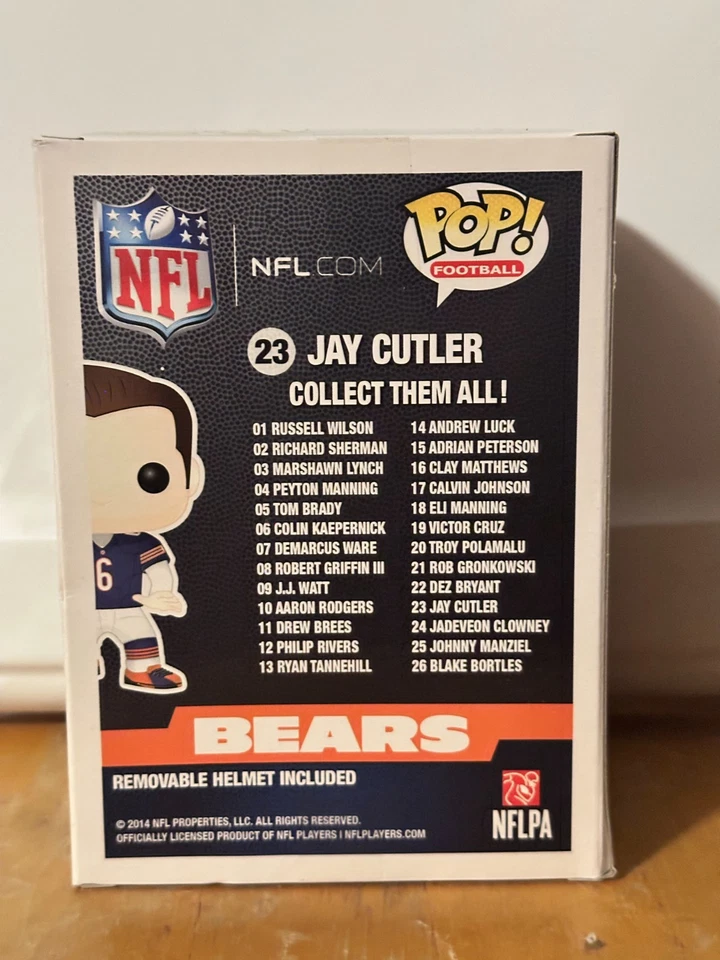 NFL
NFL.COM
POP!
FOOTBALL
23 JAY CUTLER
COLLECT THEM ALL!
01 RUSSELL WILSON
02 RICHARD SHERMAN
03 MARSHAWN LYNCH
04 PEYTON MANNING
05 TOM BRADY
06 COLIN KAEPERNICK
07 DEMARCUS WARE
08 ROBERT GRIFFIN III
09 J.J. WATT
10 AARON RODGERS
11 DREW BREES
12 PHILIP RIVERS
13 RYAN TANNEHILL
14 ANDREW LUCK
15 ADRIAN PETERSON
16 CLAY MATTHEWS
17 CALVIN JOHNSON
18 ELI MANNING
19 VICTOR CRUZ
20 TROY POLAMALU
21 ROB GRONKOWSKI
22 DEZ BRYANT
23 JAY CUTLER
24 JADEVEON CLOWNEY
25 JOHNNY MANZIEL
26 BLAKE BORTLES
6
BEARS
REMOVABLE HELMET INCLUDED
© 2014 NFL PROPERTIES, LLC. ALL RIGHTS RESERVED.
OFFICIALLY LICENSED PRODUCT OF NFL PLAYERS I NFLPLAYERS.COM
NFLPA